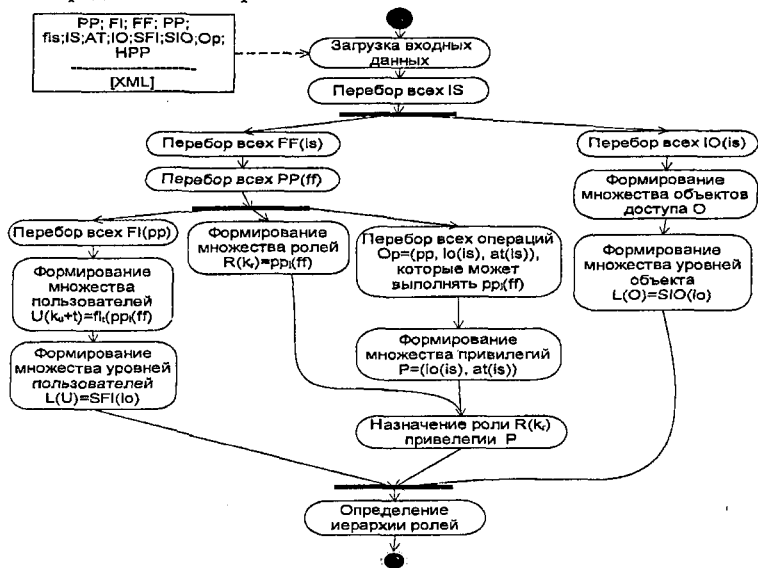 PP; FI; FF; PP;
fis;IS;AT;IO;SFI;SIO;Op;
HPP
[XML]
Загрузка входных
данных
Перебор всех IS
Перебор всех FF(is)
Перебор всех IO(is)
Перебор всех PP(ff)
Формирование
множества объектов
доступа O
Перебор всех FI(pp)
Формирование
множества ролей
R(kᵣ)=ppⱼ(ff)
Перебор всех операций
Op=(pp, io(is), at(is)),
которые может
выполнять ppⱼ(ff)
Формирование
множества уровней
объекта
L(O)=SIO(io)
Формирование
множества
пользователей
U(kᵤ+t)=fiₜ(ppⱼ(ff)
Формирование
множества привилегий
P=(io(is), at(is))
Формирование
множества уровней
пользователей
L(U)=SFI(io)
Назначение роли R(kᵣ)
привелегии P
Определение
иерархии ролей